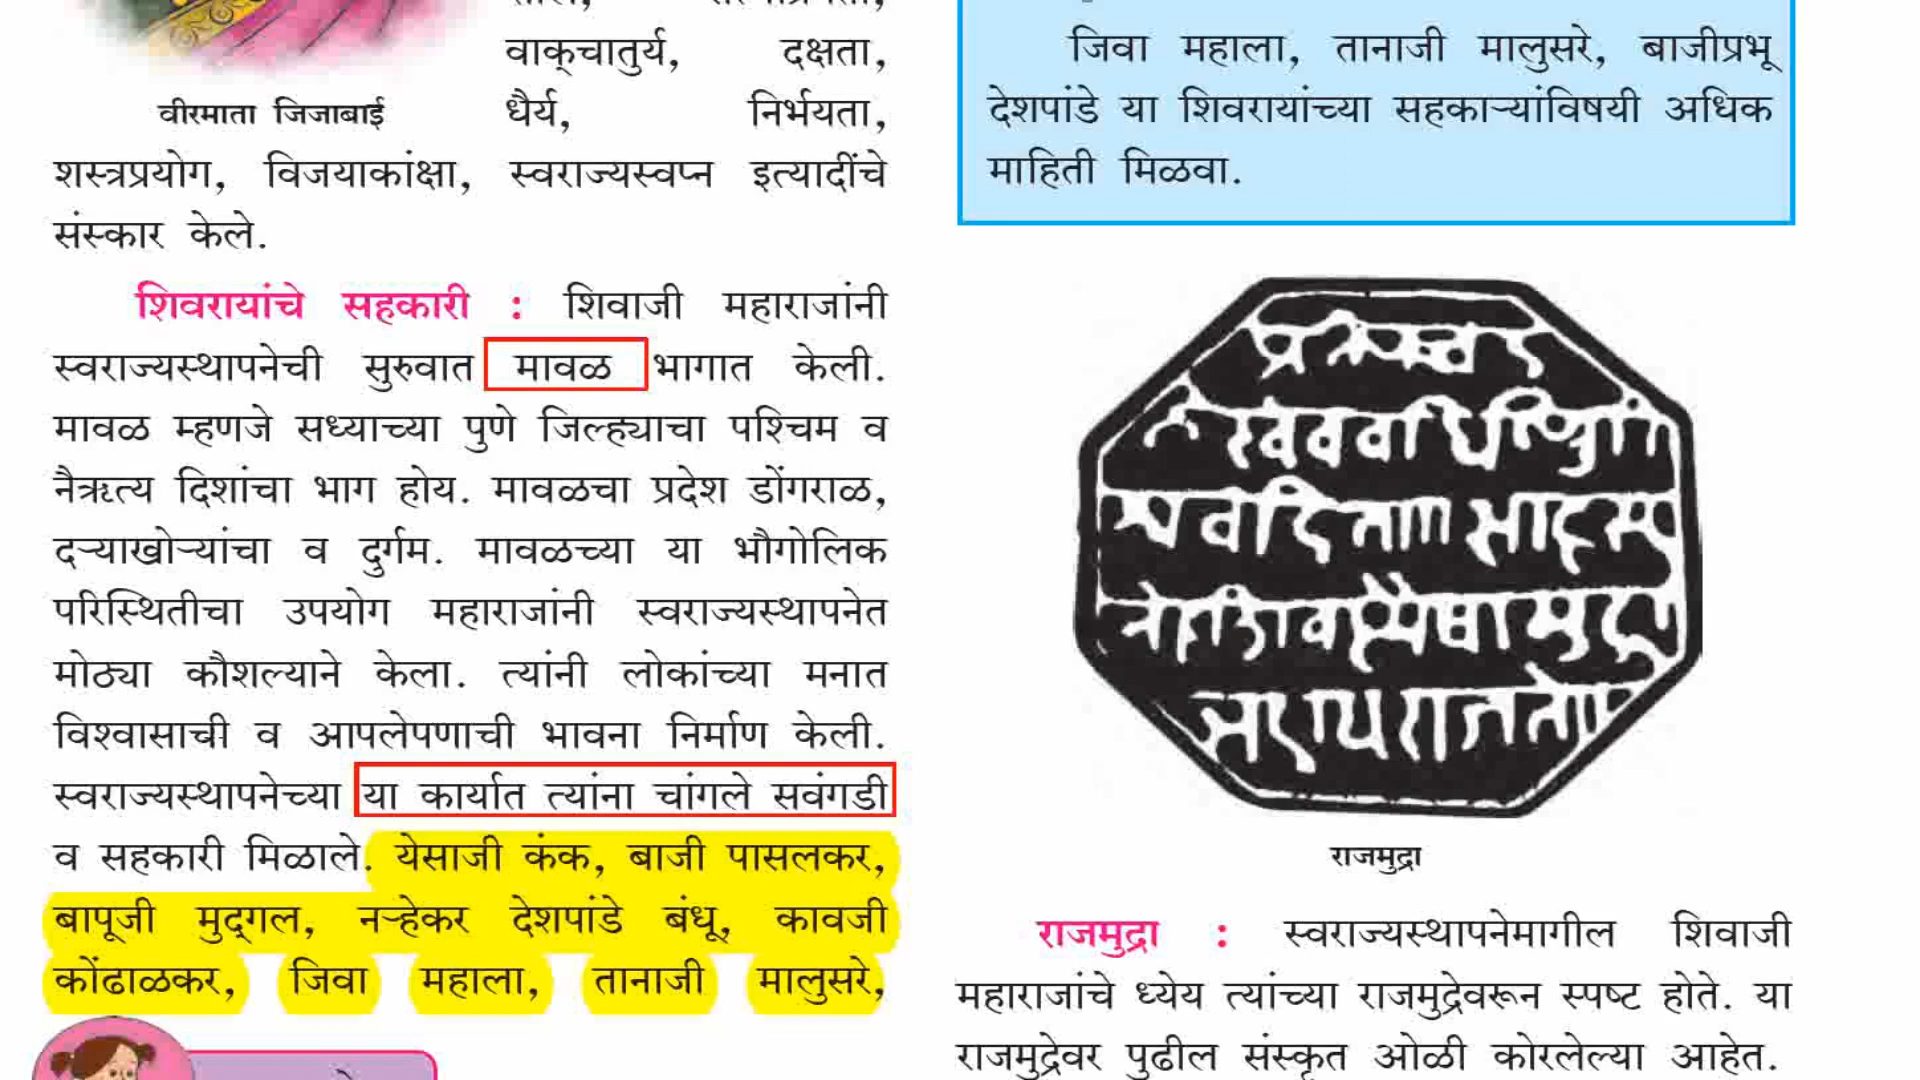 वाक्‌चातुर्य, दक्षता,
वीरमाता जिजाबाई
धैर्य, निर्भयता,
शस्त्रप्रयोग, विजयाकांक्षा, स्वराज्यस्वप्न इत्यादींचे
संस्कार केले.
शिवरायांचे सहकारी : शिवाजी महाराजांनी
स्वराज्यस्थापनेची सुरुवात मावळ भागात केली.
मावळ म्हणजे सध्याच्या पुणे जिल्ह्याचा पश्चिम व
नैऋत्य दिशांचा भाग होय. मावळचा प्रदेश डोंगराळ,
दऱ्याखोऱ्यांचा व दुर्गम. मावळच्या या भौगोलिक
परिस्थितीचा उपयोग महाराजांनी स्वराज्यस्थापनेत
मोठ्या कौशल्याने केला. त्यांनी लोकांच्या मनात
विश्वासाची व आपलेपणाची भावना निर्माण केली.
स्वराज्यस्थापनेच्या या कार्यात त्यांना चांगले सवंगडी
व सहकारी मिळाले. येसाजी कंक, बाजी पासलकर,
बापूजी मुद्‌गल, नऱ्हेकर देशपांडे बंधू, कावजी
कोंढाळकर, जिवा महाला, तानाजी मालुसरे,
जिवा महाला, तानाजी मालुसरे, बाजीप्रभू
देशपांडे या शिवरायांच्या सहकाऱ्यांविषयी अधिक
माहिती मिळवा.
राजमुद्रा
राजमुद्रा : स्वराज्यस्थापनेमागील शिवाजी
महाराजांचे ध्येय त्यांच्या राजमुद्रेवरून स्पष्ट होते. या
राजमुद्रेवर पुढील संस्कृत ओळी कोरलेल्या आहेत.